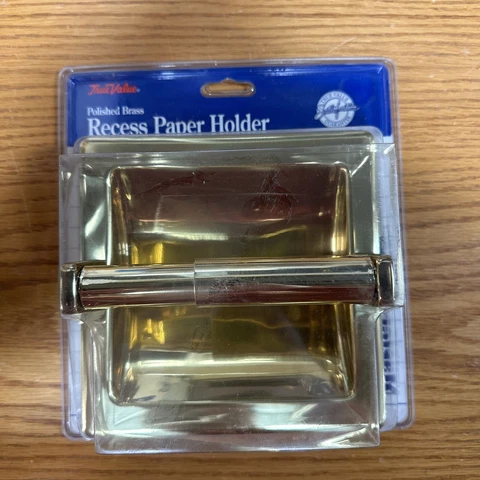 True Value®
Polished Brass
Recess Paper Holder